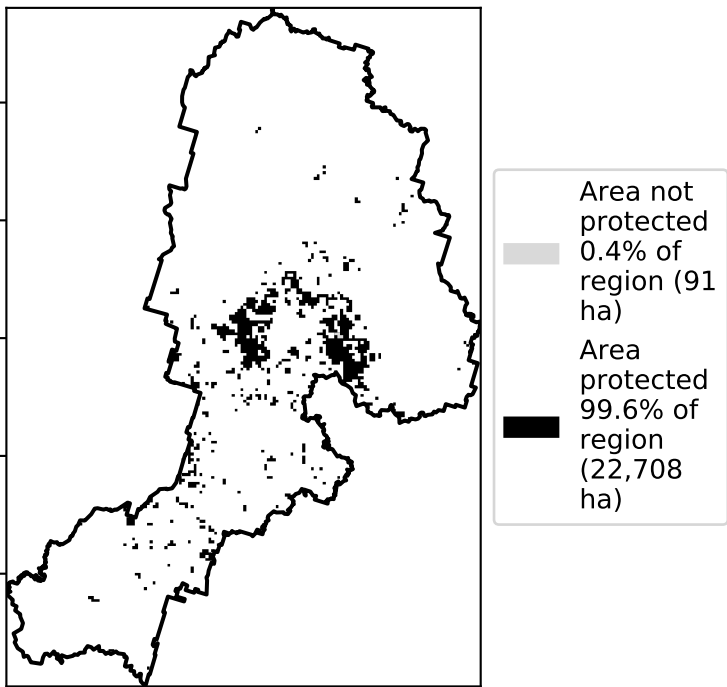 Area not
protected
0.4% of
region (91
ha)
Area
protected
99.6% of
region
(22,708
ha)